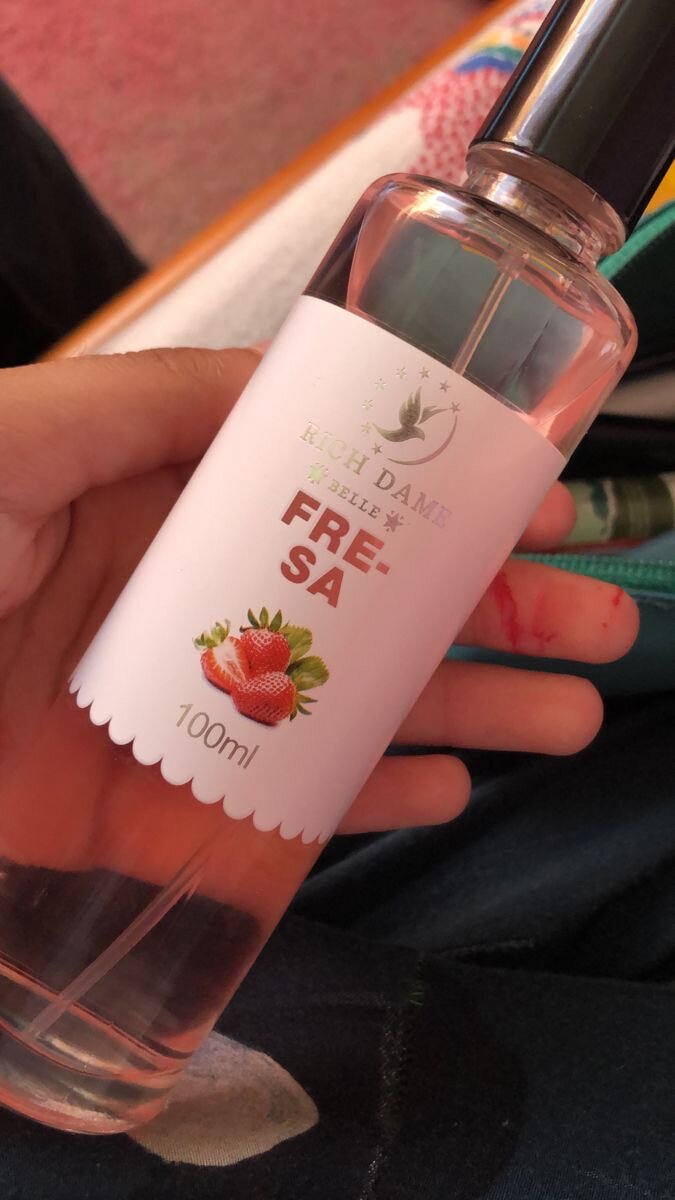 RICH DAME
BELLE
FRE-
SA
100ml